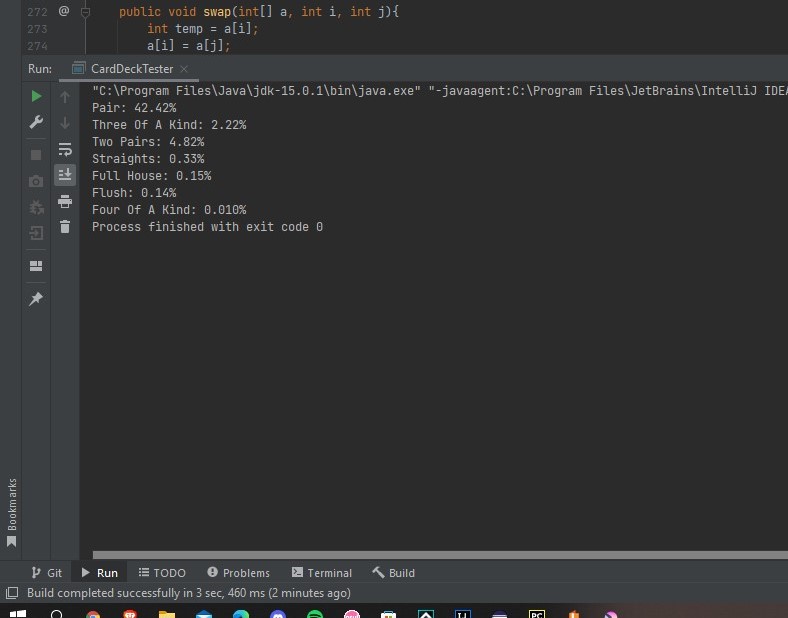 272 @ public void swap(int[] a, int i, int j){
273 int temp = a[i];
274 a[i] = a[j];
Run: CardDeckTester ×
"C:\Program Files\Java\jdk-15.0.1\bin\java.exe" "-javaagent:C:\Program Files\JetBrains\IntelliJ IDEA
Pair: 42.42%
Three Of A Kind: 2.22%
Two Pairs: 4.82%
Straights: 0.33%
Full House: 0.15%
Flush: 0.14%
Four Of A Kind: 0.010%
Process finished with exit code 0
Bookmarks
Git Run TODO Problems Terminal Build
Build completed successfully in 3 sec, 460 ms (2 minutes ago)
IJ
PC